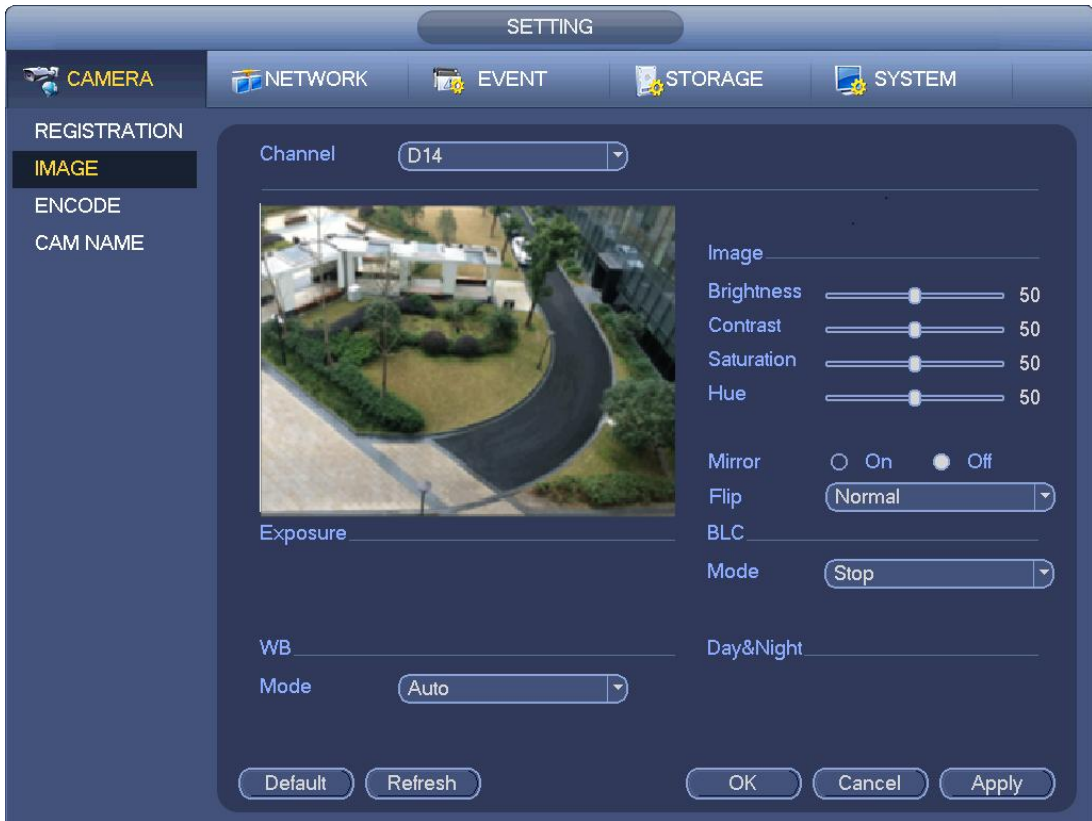 SETTING
CAMERA NETWORK EVENT STORAGE SYSTEM
REGISTRATION
IMAGE
ENCODE
CAM NAME
Channel D14
Image
Brightness 50
Contrast 50
Saturation 50
Hue 50
Mirror On Off
Flip Normal
Exposure BLC
Mode Stop
WB Day&Night
Mode Auto
Default Refresh OK Cancel Apply